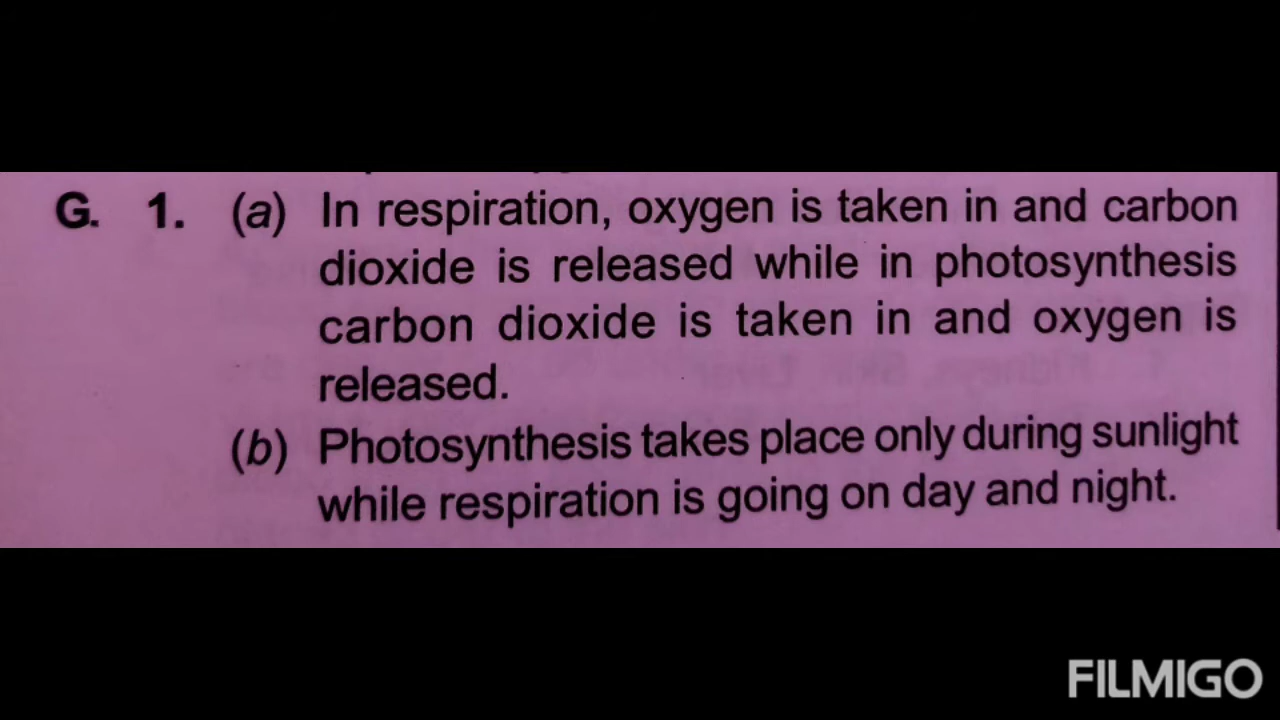 G. 1. (a) In respiration, oxygen is taken in and carbon
dioxide is released while in photosynthesis
carbon dioxide is taken in and oxygen is
released.
(b) Photosynthesis takes place only during sunlight
while respiration is going on day and night.
FILMIGO